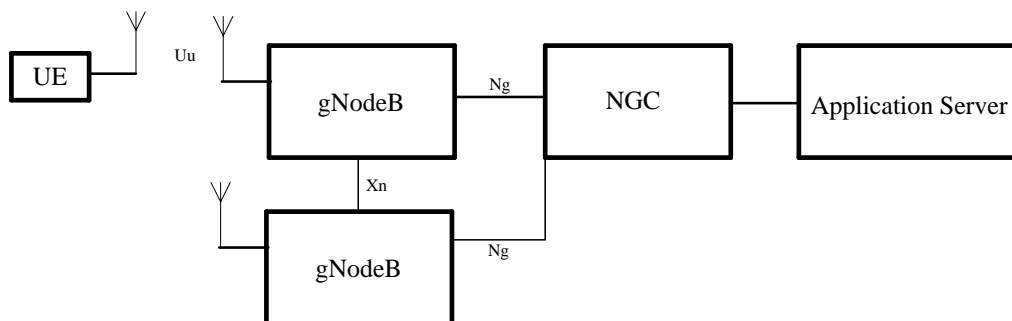 UE
Uu
gNodeB
Ng
NGC
Application Server
Xn
gNodeB
Ng